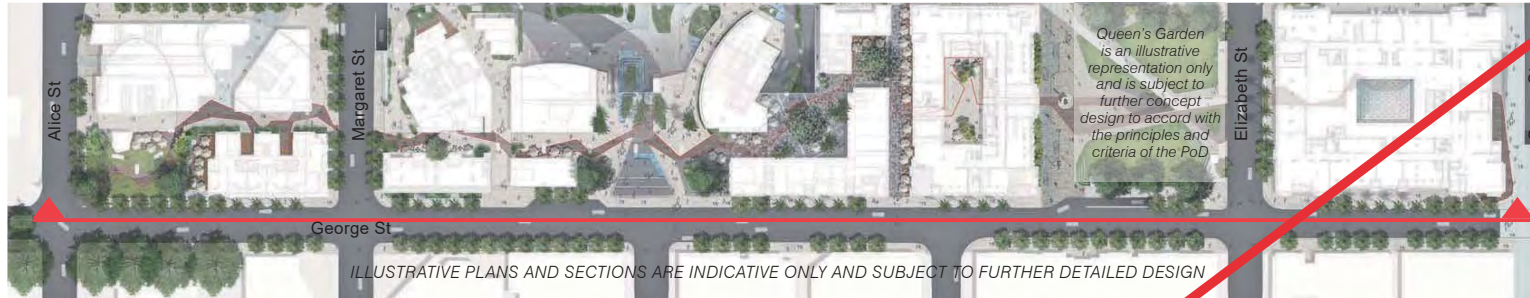 Alice St
Margaret St
Queen's Garden
is an illustrative
representation only
and is subject to
further concept
design to accord with
the principles and
criteria of the PoD
Elizabeth St
George St
ILLUSTRATIVE PLANS AND SECTIONS ARE INDICATIVE ONLY AND SUBJECT TO FURTHER DETAILED DESIGN